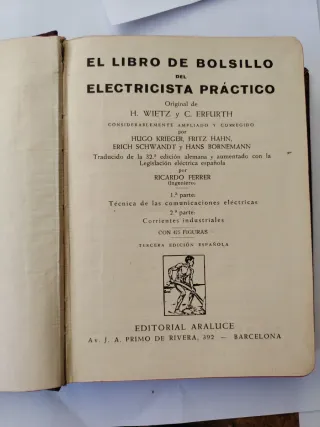 EL LIBRO DE BOLSILLO
DEL
ELECTRICISTA PRÁCTICO
Original de
H. WIETZ y C. ERFURTH
CONSIDERABLEMENTE AMPLIADO Y CORREGIDO
por
HUGO KRIEGER, FRITZ HAHN,
ERICH SCHWANDT y HANS BORNEMANN
Traducido de la 32.ª edición alemana y aumentado con la
Legislación eléctrica española
por
RICARDO FERRER
(Ingeniero)
1.ª parte:
Técnica de las comunicaciones eléctricas
2.ª parte:
Corrientes industriales
CON 615 FIGURAS
TERCERA EDICIÓN ESPAÑOLA
EDITORIAL ARALUCE
Av. J. A. PRIMO DE RIVERA, 392 — BARCELONA